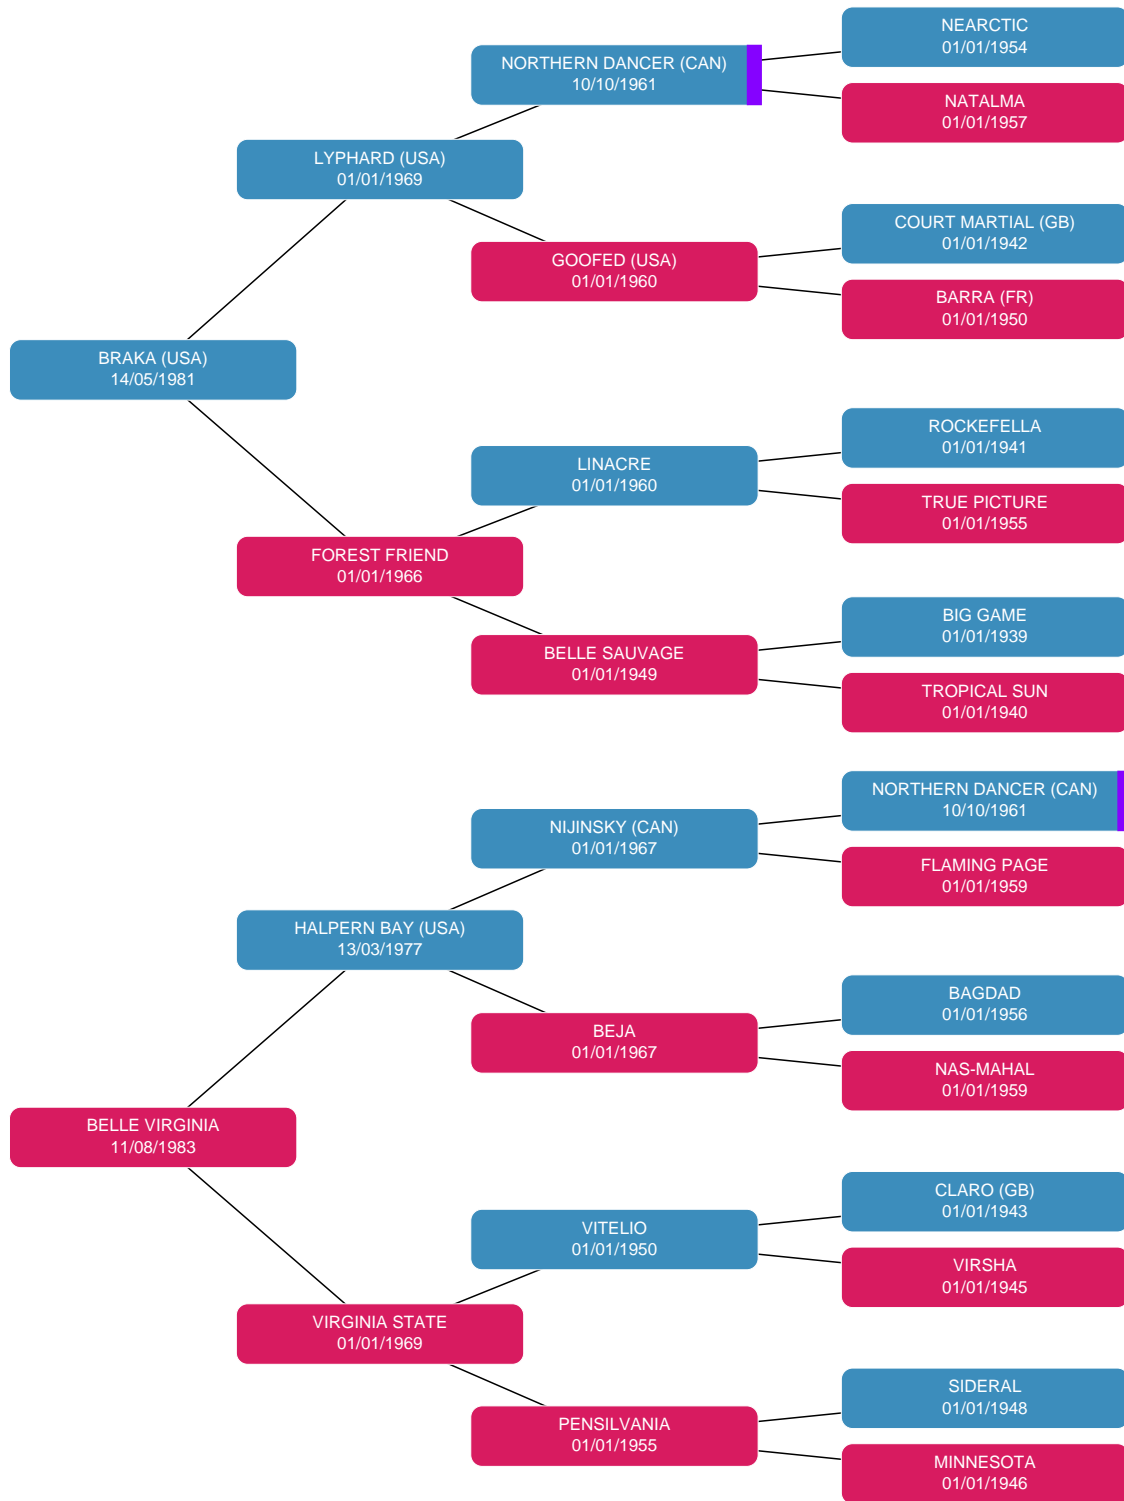 NEARCTIC
01/01/1954
NORTHERN DANCER (CAN)
10/10/1961
NATALMA
01/01/1957
LYPHARD (USA)
01/01/1969
COURT MARTIAL (GB)
01/01/1942
GOOFED (USA)
01/01/1960
BARRA (FR)
01/01/1950
BRAKA (USA)
14/05/1981
ROCKEFELLA
01/01/1941
LINACRE
01/01/1960
TRUE PICTURE
01/01/1955
FOREST FRIEND
01/01/1966
BIG GAME
01/01/1939
BELLE SAUVAGE
01/01/1949
TROPICAL SUN
01/01/1940
NORTHERN DANCER (CAN)
10/10/1961
NIJINSKY (CAN)
01/01/1967
FLAMING PAGE
01/01/1959
HALPERN BAY (USA)
13/03/1977
BAGDAD
01/01/1956
BEJA
01/01/1967
NAS-MAHAL
01/01/1959
BELLE VIRGINIA
11/08/1983
CLARO (GB)
01/01/1943
VITELIO
01/01/1950
VIRSHA
01/01/1945
VIRGINIA STATE
01/01/1969
SIDERAL
01/01/1948
PENSILVANIA
01/01/1955
MINNESOTA
01/01/1946